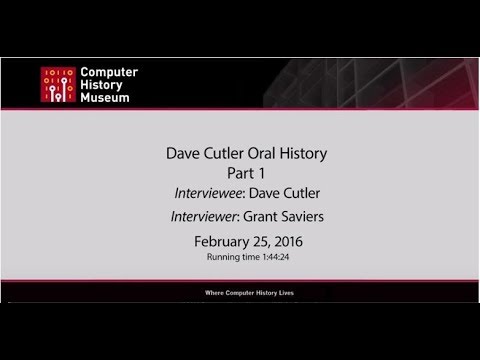 Computer
History
Museum
Dave Cutler Oral History
Part 1
Interviewee: Dave Cutler
Interviewer: Grant Saviers
February 25, 2016
Running time 1:44:24
Where Computer History Lives